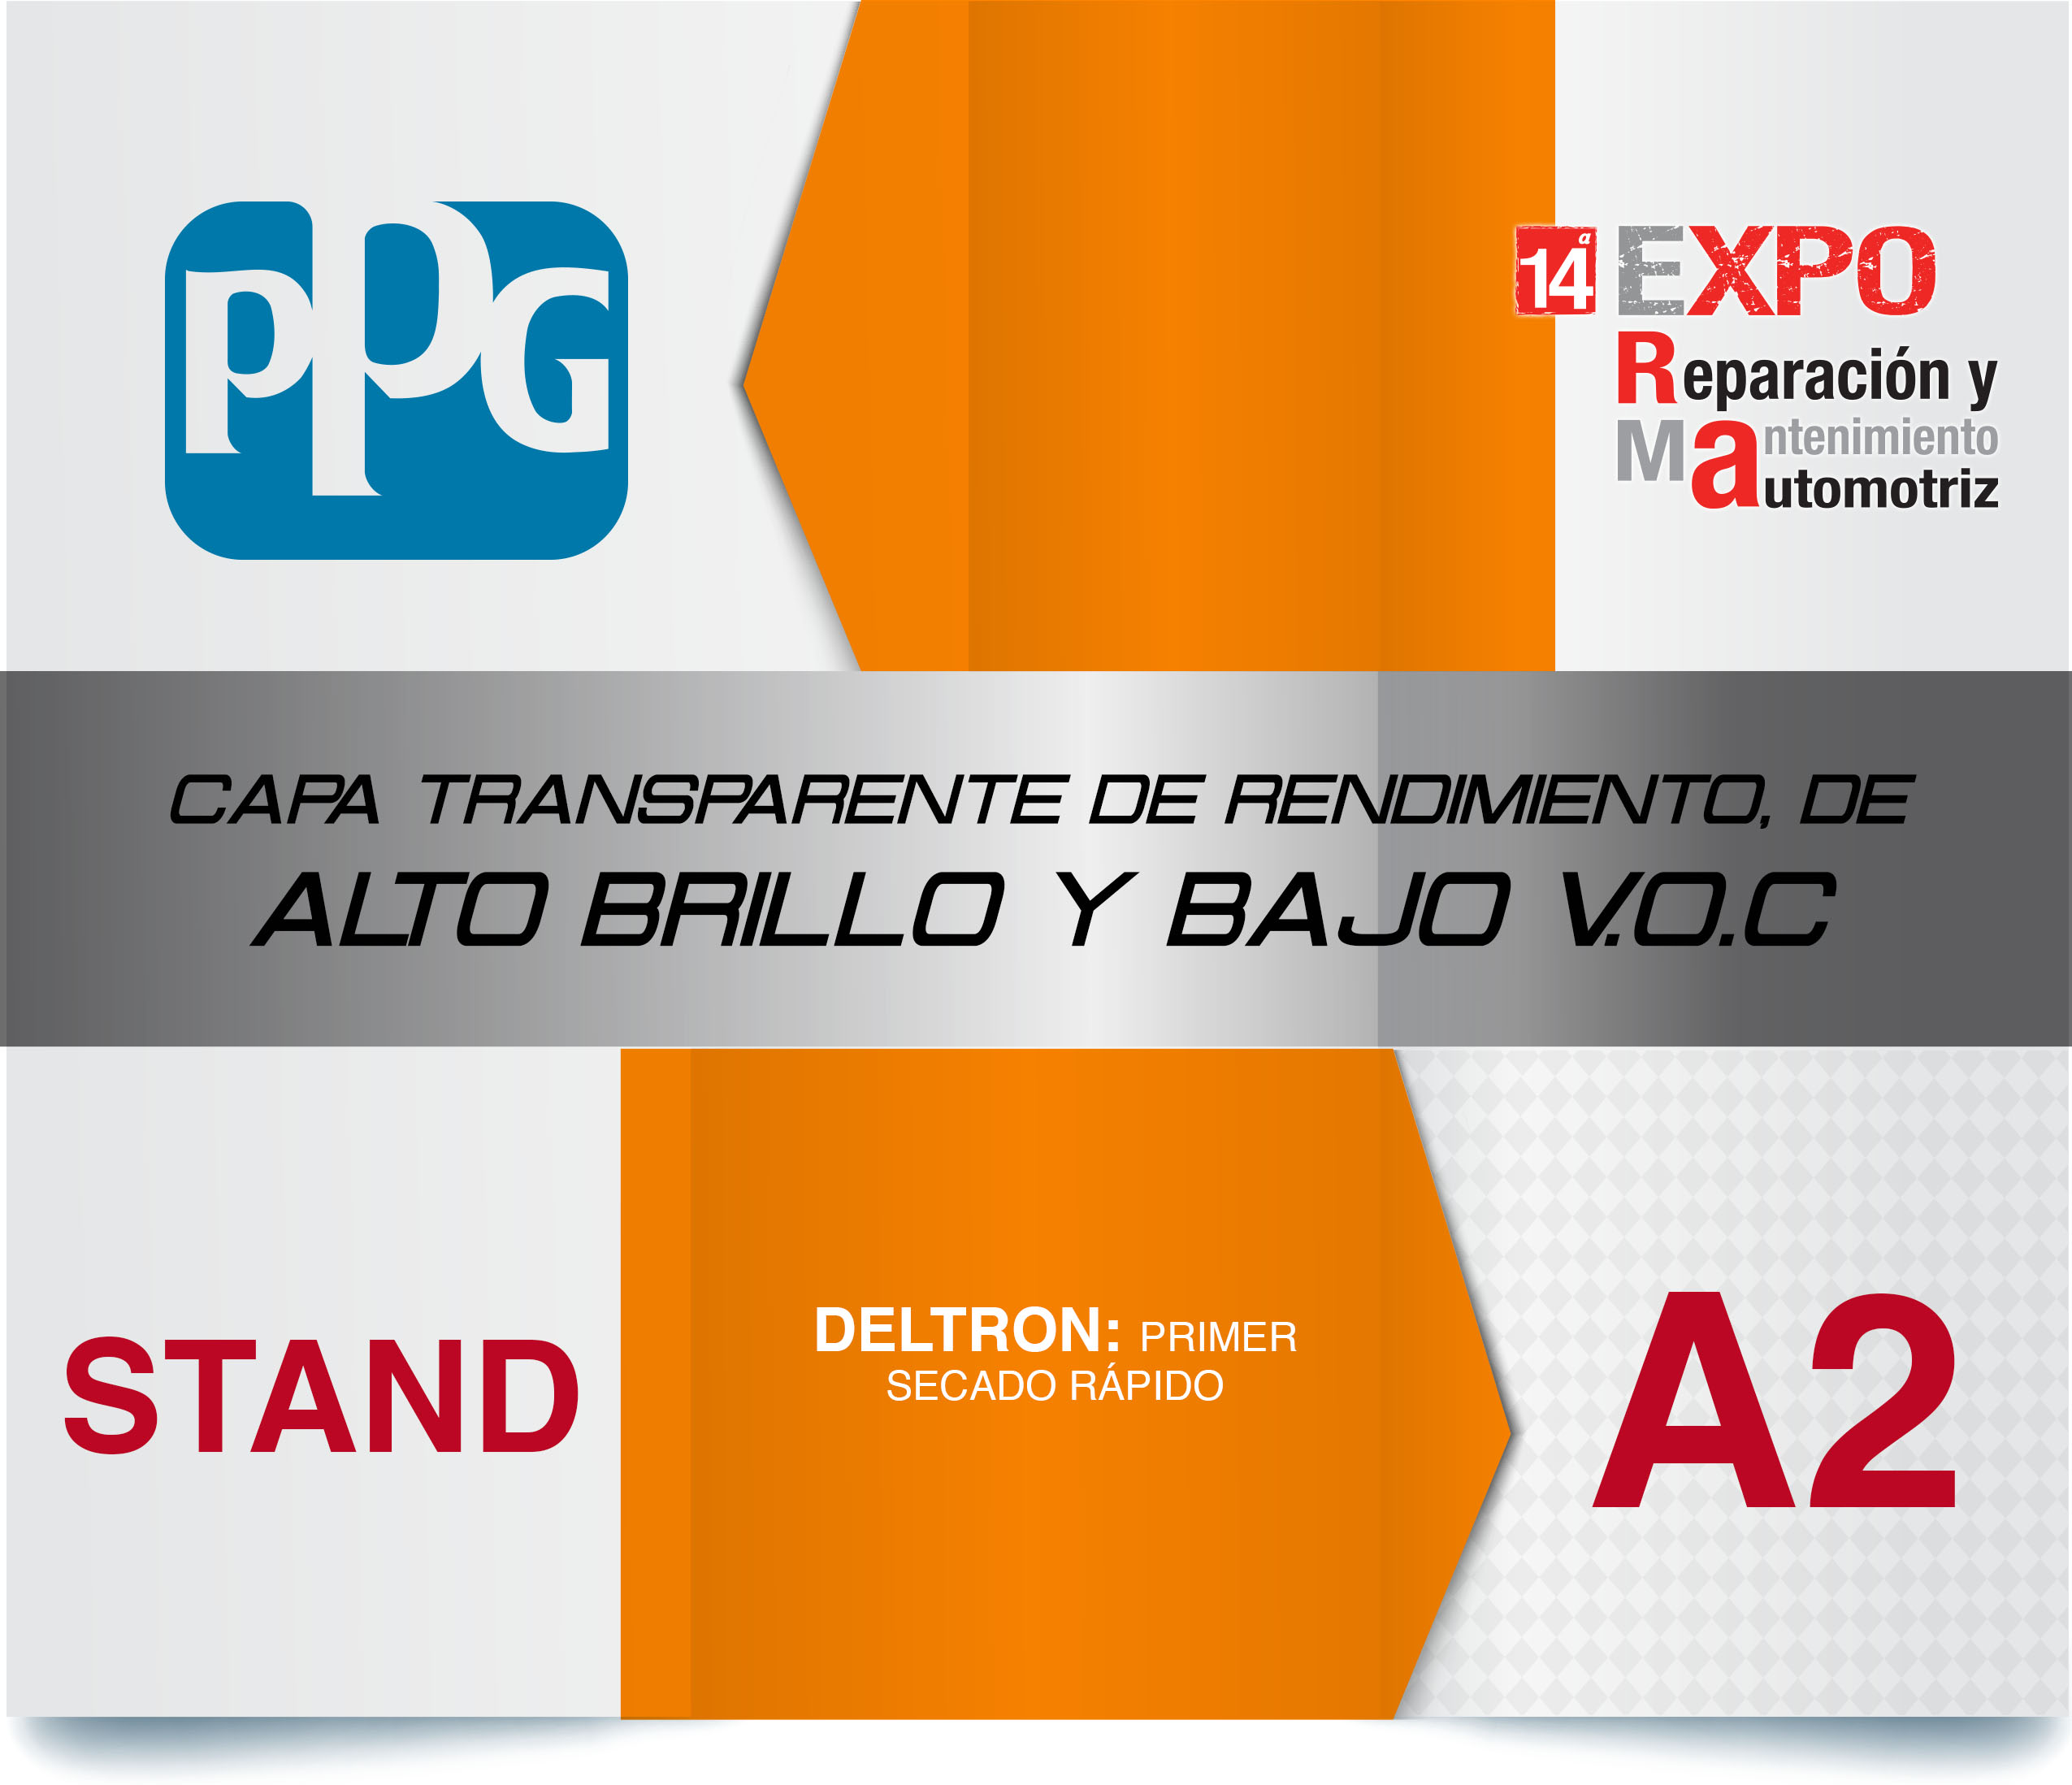 PPG
14ª EXPO
Reparación y
Mantenimiento
automotriz
CAPA TRANSPARENTE DE RENDIMIENTO, DE
ALTO BRILLO Y BAJO V.O.C
STAND
DELTRON: PRIMER
SECADO RÁPIDO
A2